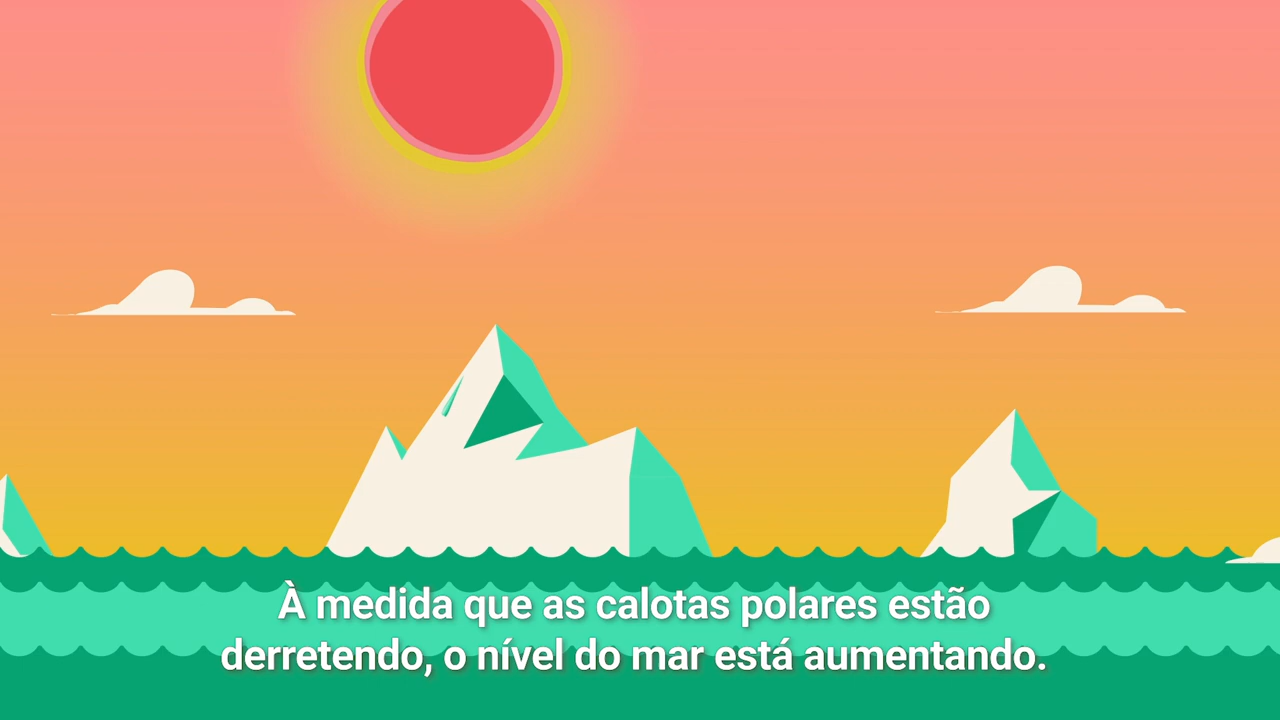 À medida que as calotas polares estão
derretendo, o nível do mar está aumentando.